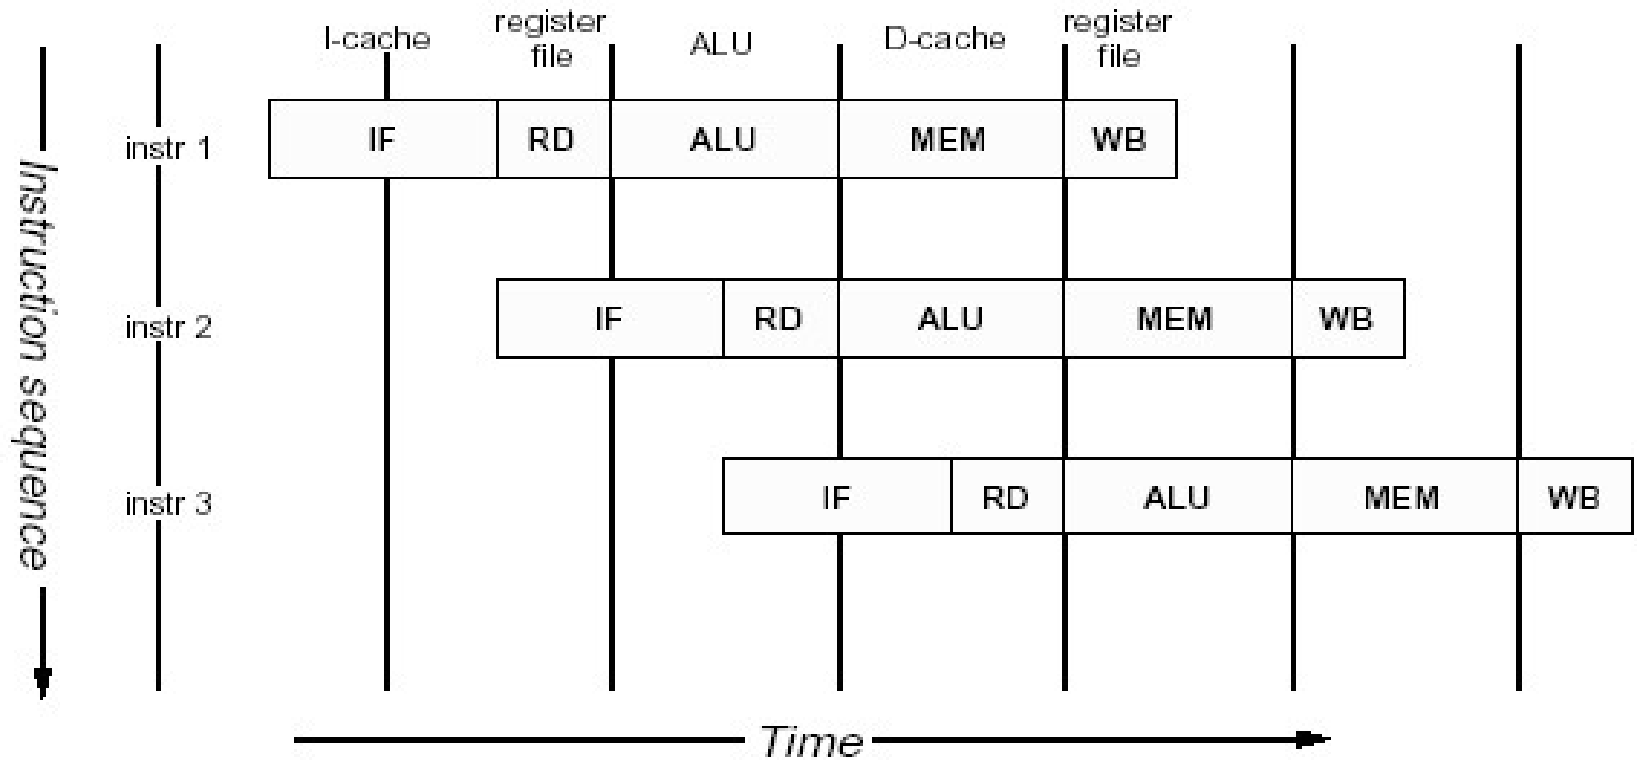 I-cache
register
file
ALU
D-cache
register
file
instr 1
IF RD ALU MEM WB
instr 2
IF RD ALU MEM WB
instr 3
IF RD ALU MEM WB
Instruction sequence
Time